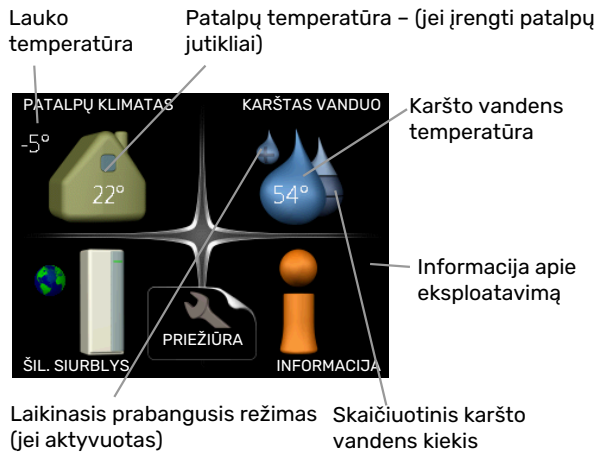 Lauko
temperatūra
Patalpų temperatūra – (jei įrengti patalpų
jutikliai)
PATALPŲ KLIMATAS
KARŠTAS VANDUO
-5°
22°
54°
Karšto vandens
temperatūra
Informacija apie
eksploatavimą
PRIEŽIŪRA
ŠIL. SIURBLYS
INFORMACIJA
Laikinasis prabangusis režimas
(jei aktyvuotas)
Skaičiuotinis karšto
vandens kiekis